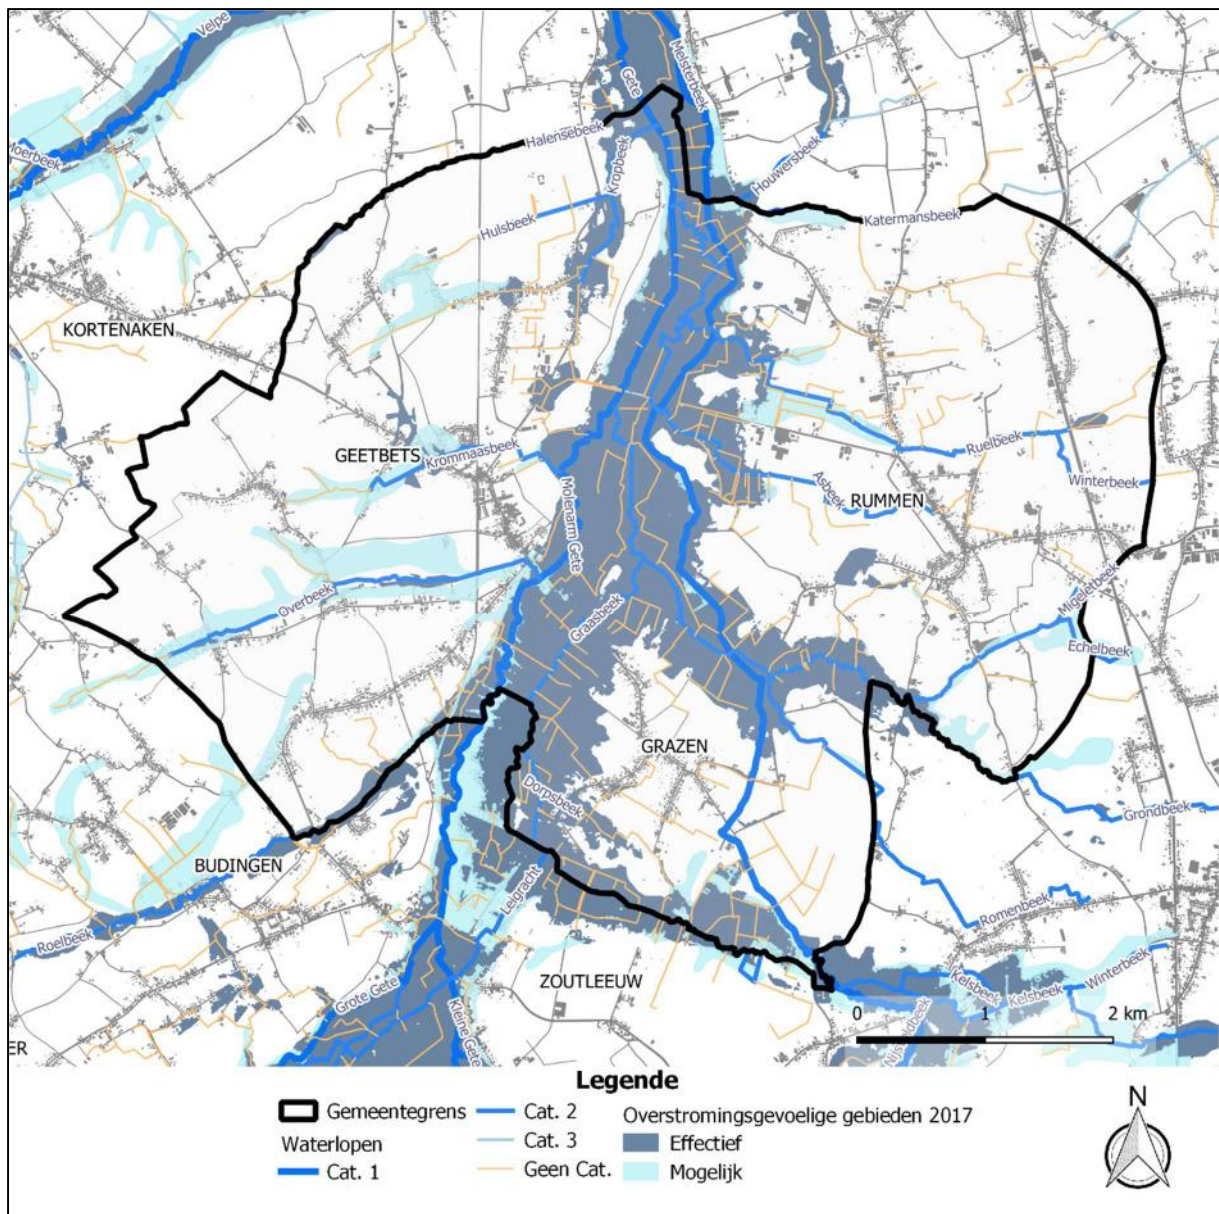 Velpe
Moerbeek
Gete
Melsterbeek
Halensebeek
Kropbeek
Houwersbeek
Hulsbeek
Katermansbeek
KORTENAKEN
GEETBETS
Krommaasbeek
Ruelbeek
Molenarm Gete
Asbeek
RUMMEN
Winterbeek
Overbeek
Graasbeek
Migeletbeek
Echelbeek
GRAZEN
Dorpsbeek
Grondbeek
BUDINGEN
Leigracht
Roelbeek
Romenbeek
ZOUTLEEUW
Grote Gete
Kleine Gete
Kelsbeek
Kelsbeek
Winterbeek
ER
0 1 2 km
Legende
Gemeentegrens
Waterlopen
Cat. 1
Cat. 2
Cat. 3
Geen Cat.
Overstromingsgevoelige gebieden 2017
Effectief
Mogelijk
N